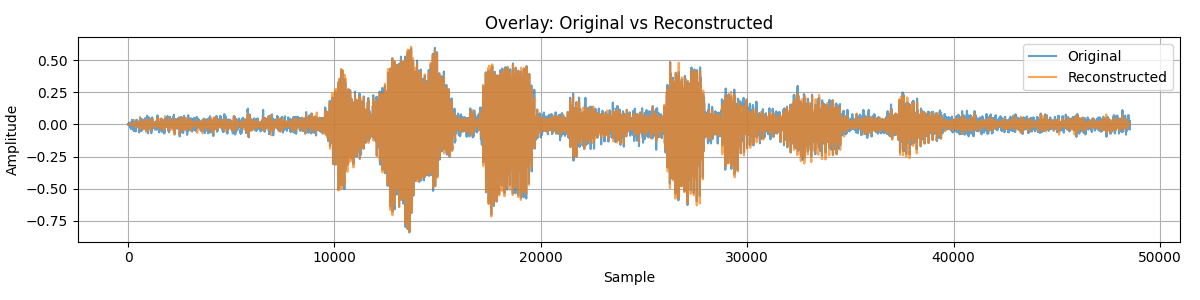 Overlay: Original vs Reconstructed
Original
Reconstructed
Amplitude
0.50
0.25
0.00
−0.25
−0.50
−0.75
0
10000
20000
30000
40000
50000
Sample